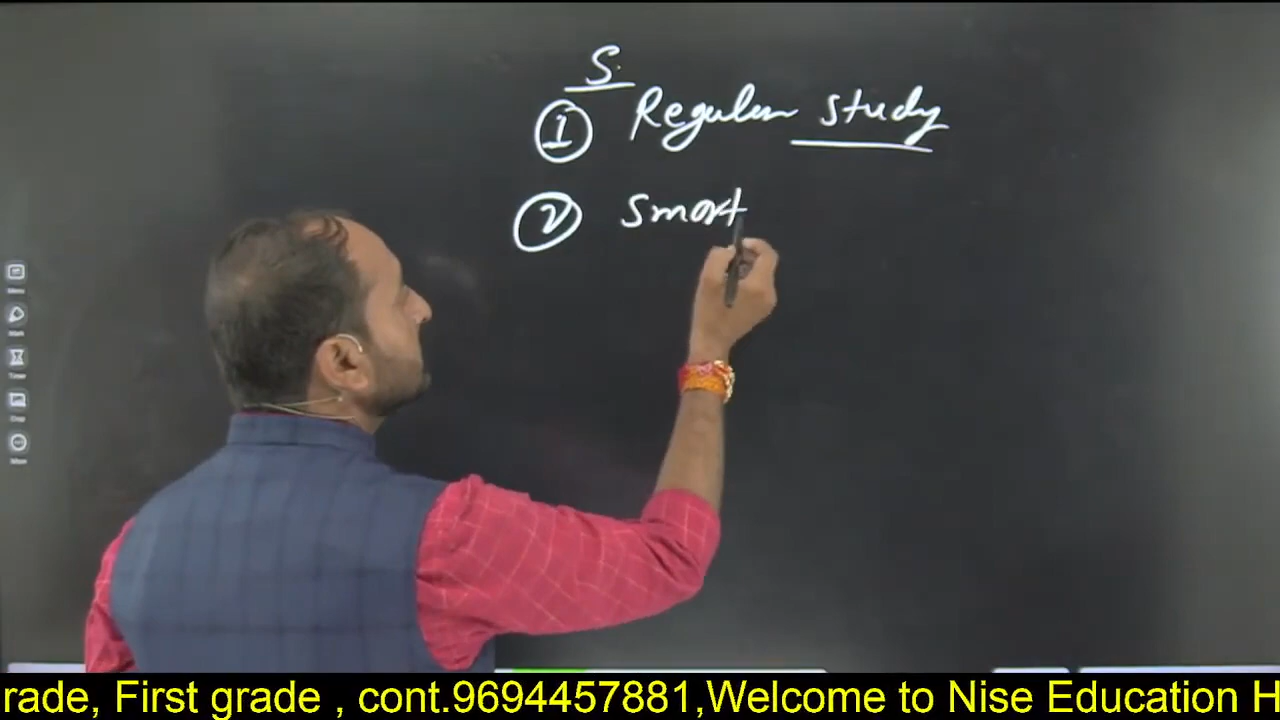 S.
① Regular study
② Smart
rade, First grade , cont.9694457881,Welcome to Nise Education H